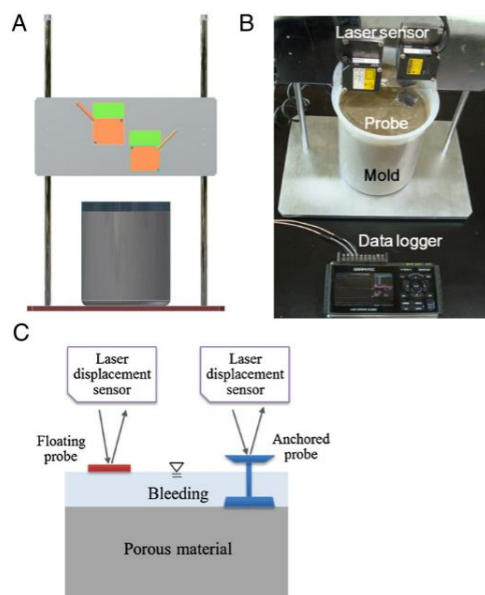 A
B
Laser sensor
Probe
Mold
Data logger
GRAPHTEC
C
Laser
displacement
sensor
Laser
displacement
sensor
Floating
probe
Anchored
probe
Bleeding
Porous material